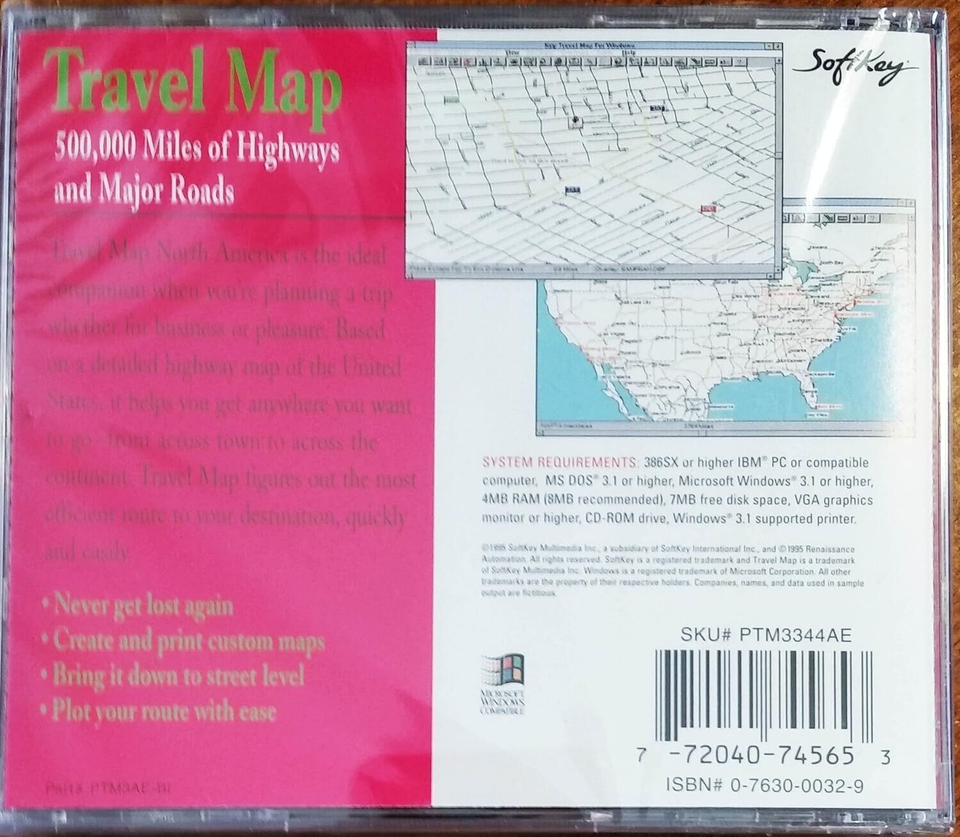 Travel Map
500,000 Miles of Highways
and Major Roads
Travel Map North America is the ideal
companion when you're planning a trip
whether for business or pleasure. Based
on a detailed highway map of the United
States, it helps you get anywhere you want
to go - from across town to across the
continent. Travel Map figures out the most
efficient route to your destination, quickly
and easily.
• Never get lost again
• Create and print custom maps
• Bring it down to street level
• Plot your route with ease
Part# PTM3AE-BI
Key Travel Map For Windows
View Help
SoftKey
SYSTEM REQUIREMENTS: 386SX or higher IBM® PC or compatible
computer, MS DOS® 3.1 or higher, Microsoft Windows® 3.1 or higher,
4MB RAM (8MB recommended), 7MB free disk space, VGA graphics
monitor or higher, CD-ROM drive, Windows® 3.1 supported printer.
©1995 SoftKey Multimedia Inc., a subsidiary of SoftKey International Inc., and ©1995 Renaissance
Automation. All rights reserved. SoftKey is a registered trademark and Travel Map is a trademark
of SoftKey Multimedia Inc. Windows is a registered trademark of Microsoft Corporation. All other
trademarks are the property of their respective holders. Companies, names, and data used in sample
output are fictitious.
MICROSOFT
WINDOWS
COMPATIBLE
SKU# PTM3344AE
7 -72040-74565 3
ISBN# 0-7630-0032-9